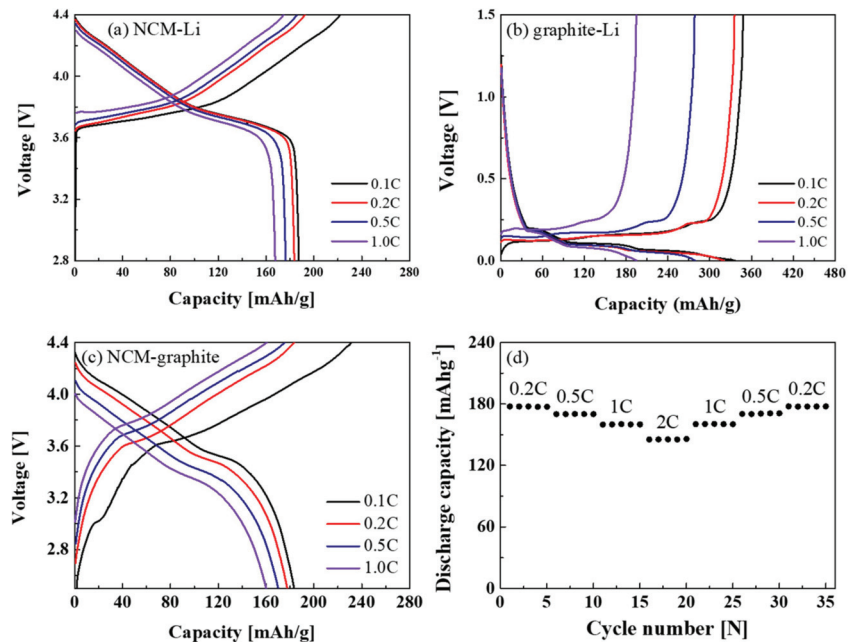 (a) NCM-Li
Voltage [V]
4.4
4.0
3.6
3.2
2.8
0.1C
0.2C
0.5C
1.0C
0 40 80 120 160 200 240 280
Capacity [mAh/g]
(b) graphite-Li
Voltage [V]
1.5
1.0
0.5
0.0
0.1C
0.2C
0.5C
1.0C
0 60 120 180 240 300 360 420 480
Capacity (mAh/g)
(c) NCM-graphite
Voltage [V]
4.4
4.0
3.6
3.2
2.8
0.1C
0.2C
0.5C
1.0C
0 40 80 120 160 200 240 280
Capacity [mAh/g]
(d)
Discharge capacity [mAhg⁻¹]
240
180
120
60
0
0.2C 0.5C 1C 2C 1C 0.5C 0.2C
0 5 10 15 20 25 30 35
Cycle number [N]